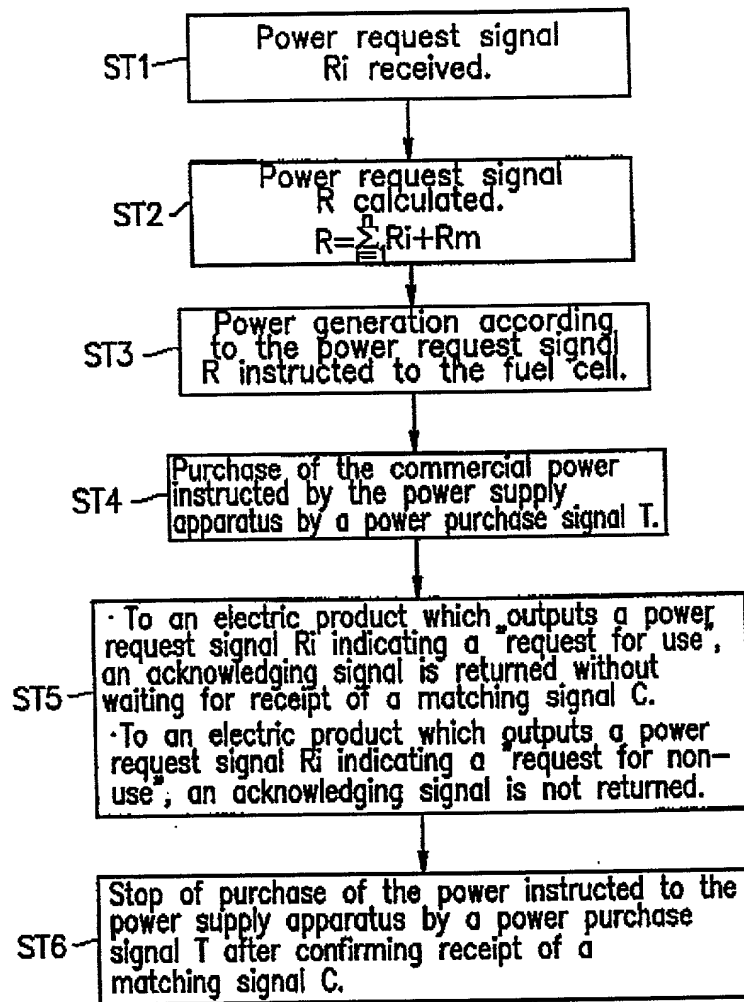 ST1
Power request signal
Ri received.
ST2
Power request signal
R calculated.
R=∑Ri+Rm
n
i=1
ST3
Power generation according
to the power request signal
R instructed to the fuel cell.
ST4
Purchase of the commercial power
instructed by the power supply
apparatus by a power purchase signal T.
ST5
·To an electric product which outputs a power
request signal Ri indicating a "request for use",
an acknowledging signal is returned without
waiting for receipt of a matching signal C.
·To an electric product which outputs a power
request signal Ri indicating a "request for non-
use", an acknowledging signal is not returned.
ST6
Stop of purchase of the power instructed to the
power supply apparatus by a power purchase
signal T after confirming receipt of a
matching signal C.